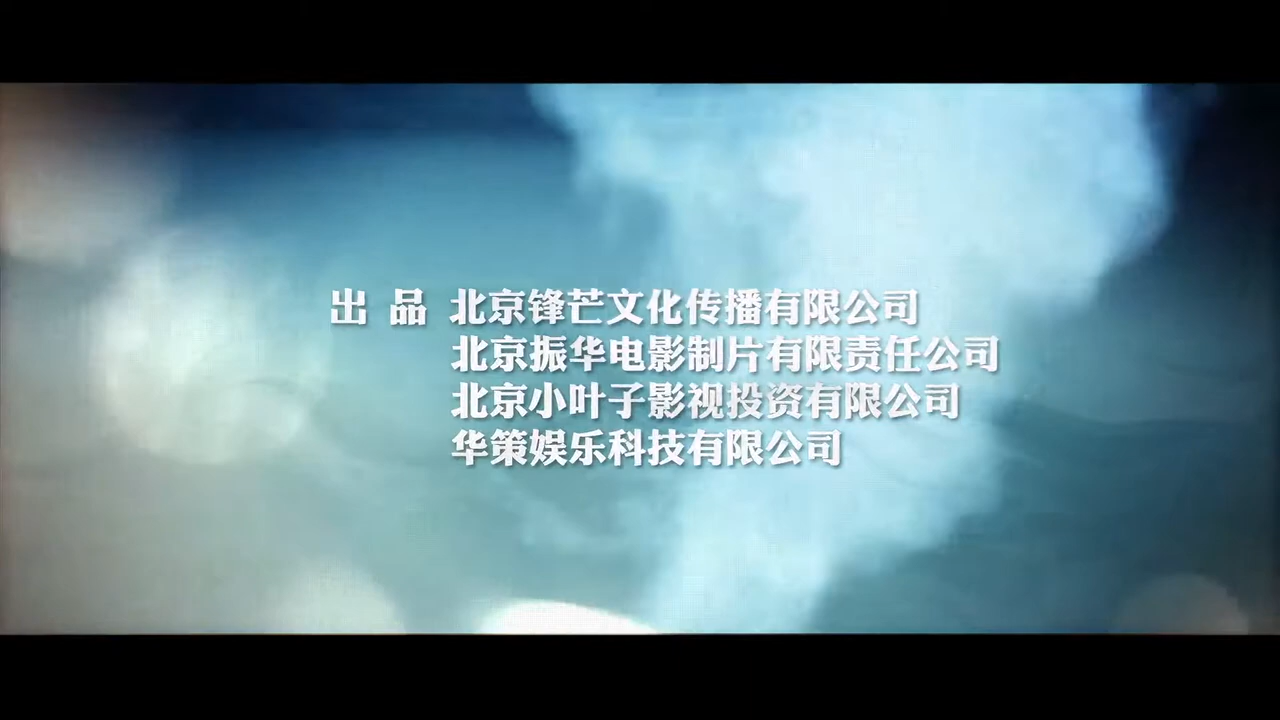 出 品 北京锋芒文化传播有限公司
北京振华电影制片有限责任公司
北京小叶子影视投资有限公司
华策娱乐科技有限公司